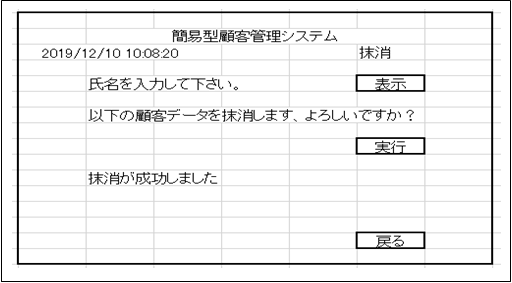 簡易型顧客管理システム
2019/12/10 10:08:20 抹消
氏名を入力して下さい。 表示
以下の顧客データを抹消します、よろしいですか？
実行
抹消が成功しました
戻る